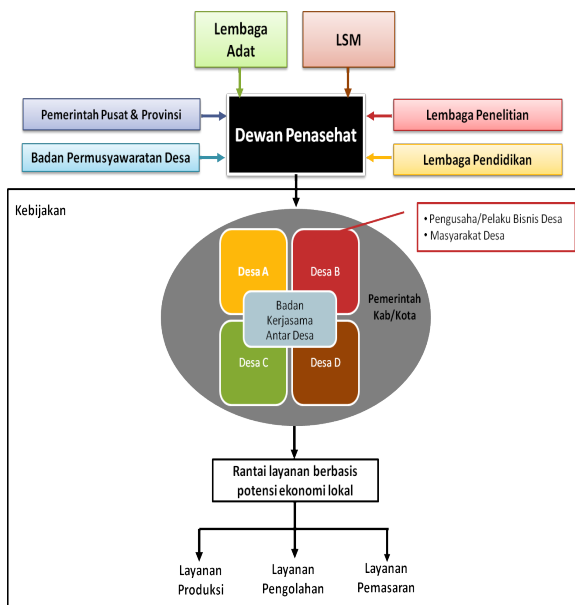 Lembaga
Adat
LSM
Pemerintah Pusat & Provinsi
Dewan Penasehat
Lembaga Penelitian
Badan Permusyawaratan Desa
Lembaga Pendidikan
Kebijakan
• Pengusaha/Pelaku Bisnis Desa
• Masyarakat Desa
Desa A
Desa B
Pemerintah
Kab/Kota
Badan
Kerjasama
Antar Desa
Desa C
Desa D
Rantai layanan berbasis
potensi ekonomi lokal
Layanan
Produksi
Layanan
Pengolahan
Layanan
Pemasaran